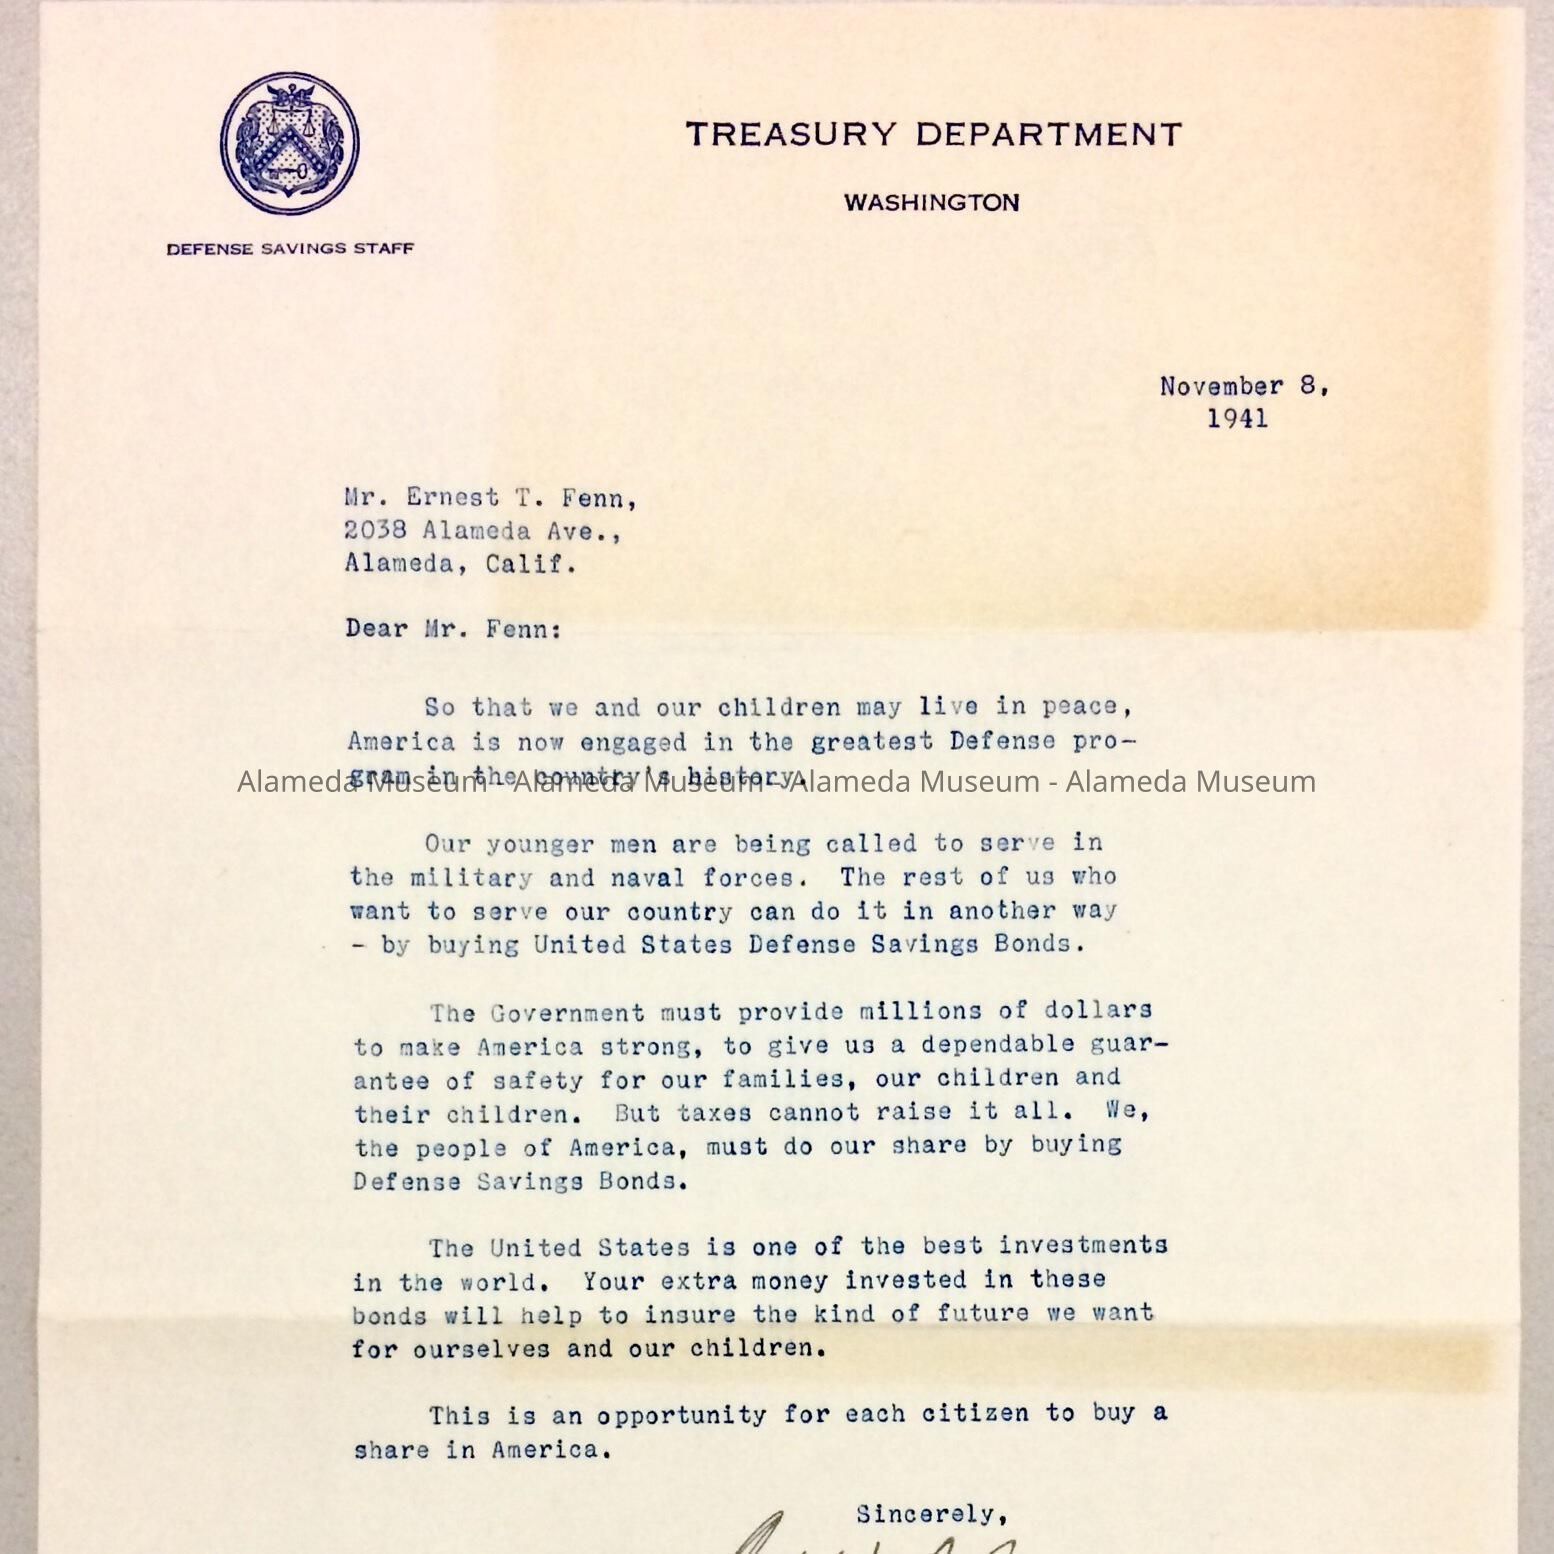 TREASURY DEPARTMENT
WASHINGTON
DEFENSE SAVINGS STAFF
November 8,
1941
Mr. Ernest T. Fenn,
2038 Alameda Ave.,
Alameda, Calif.
Dear Mr. Fenn:
So that we and our children may live in peace,
America is now engaged in the greatest Defense pro-
gram in the country's history.
Alameda Museum - Alameda Museum - Alameda Museum - Alameda Museum
Our younger men are being called to serve in
the military and naval forces. The rest of us who
want to serve our country can do it in another way
- by buying United States Defense Savings Bonds.
The Government must provide millions of dollars
to make America strong, to give us a dependable guar-
antee of safety for our families, our children and
their children. But taxes cannot raise it all. We,
the people of America, must do our share by buying
Defense Savings Bonds.
The United States is one of the best investments
in the world. Your extra money invested in these
bonds will help to insure the kind of future we want
for ourselves and our children.
This is an opportunity for each citizen to buy a
share in America.
Sincerely,